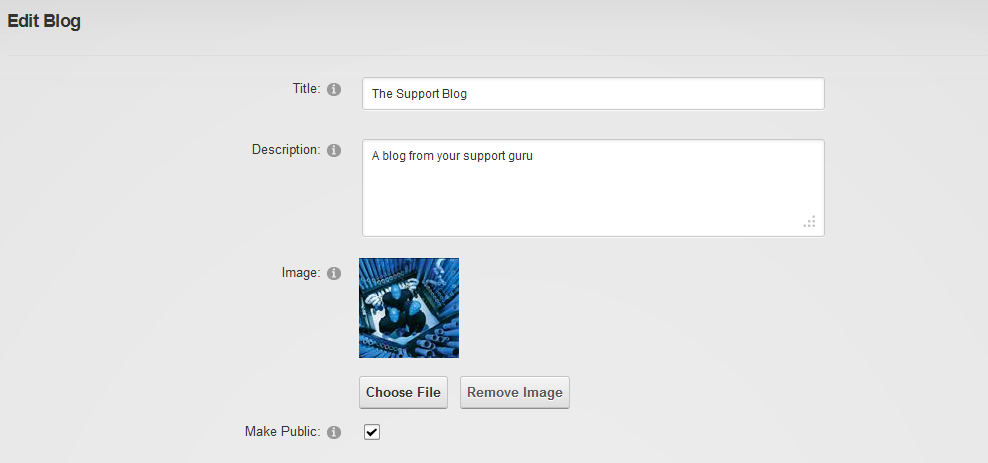 Edit Blog
Title:
The Support Blog
Description:
A blog from your support guru
Image:
Choose File Remove Image
Make Public: